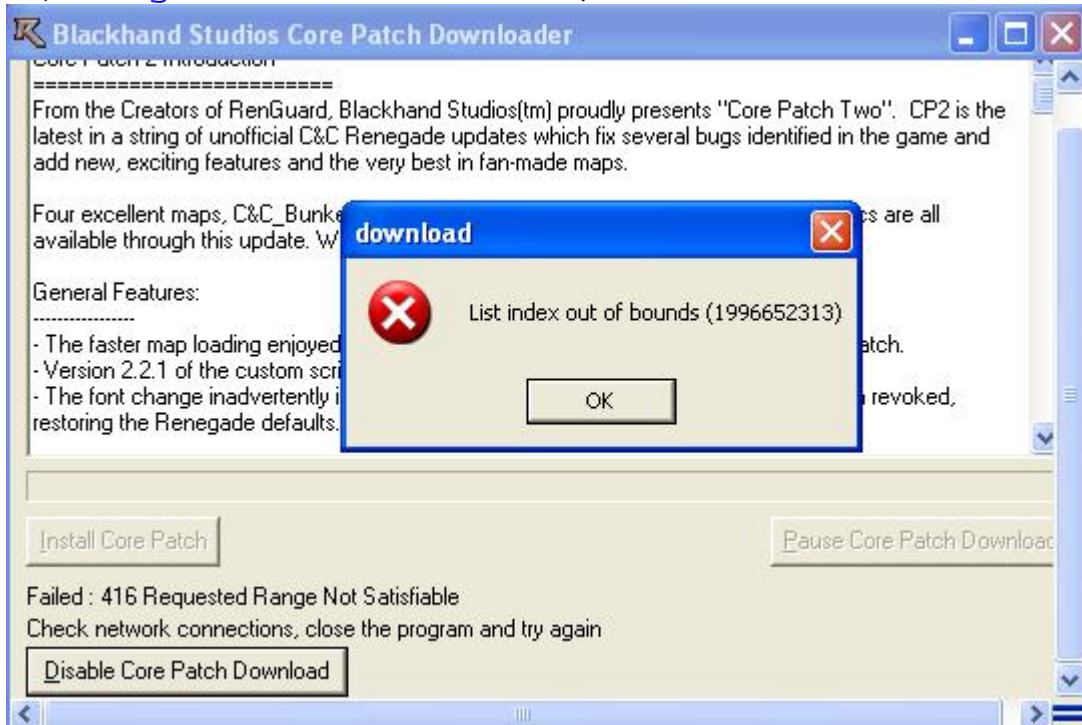 Blackhand Studios Core Patch Downloader
Core Patch 2 Introduction
=========================
From the Creators of RenGuard, Blackhand Studios(tm) proudly presents "Core Patch Two".  CP2 is the
latest in a string of unofficial C&C Renegade updates which fix several bugs identified in the game and
add new, exciting features and the very best in fan-made maps.
Four excellent maps, C&C_Bunke
cs are all
available through this update. W
General Features:
----------------
- The faster map loading enjoyed
atch.
- Version 2.2.1 of the custom scri
- The font change inadvertently i
revoked,
restoring the Renegade defaults.
download
List index out of bounds (1996652313)
OK
Install Core Patch
Pause Core Patch Downloac
Failed : 416 Requested Range Not Satisfiable
Check network connections, close the program and try again
Disable Core Patch Download